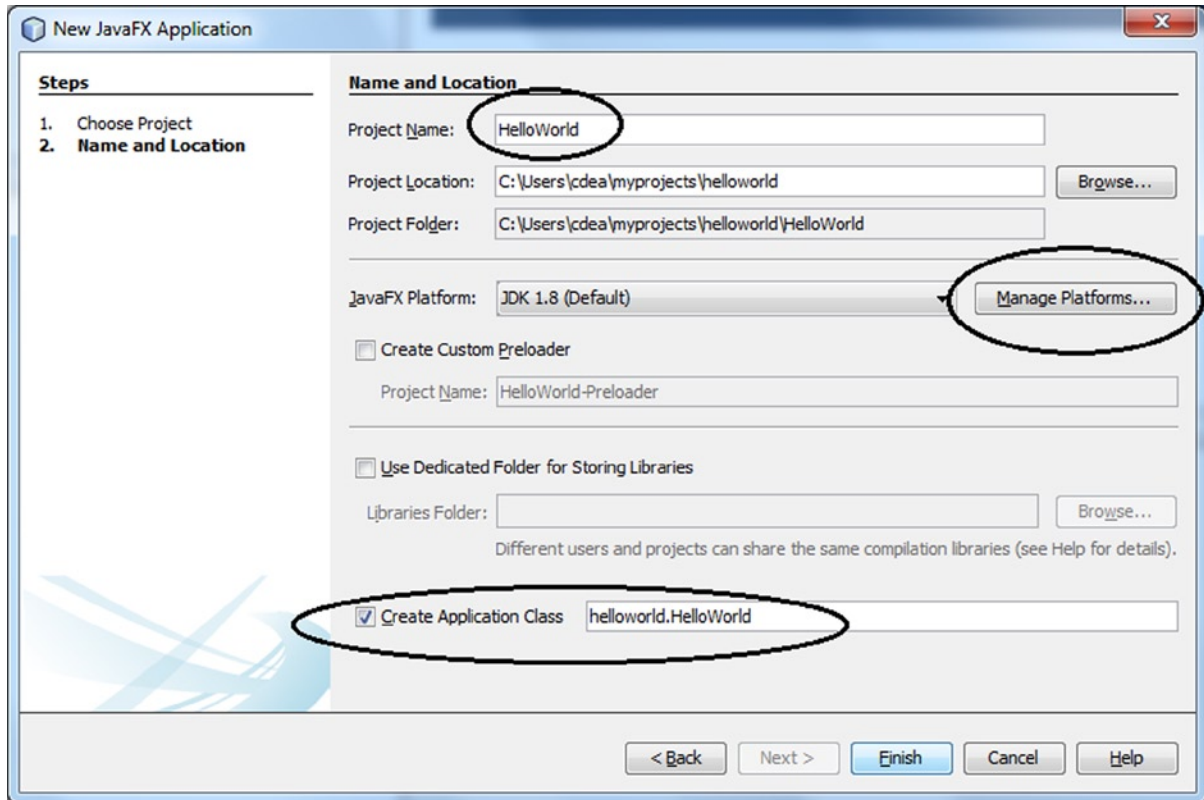 New JavaFX Application
Steps
1. Choose Project
2. Name and Location
Name and Location
Project Name: HelloWorld
Project Location: C:\Users\cdea\myprojects\helloworld Browse...
Project Folder: C:\Users\cdea\myprojects\helloworld\HelloWorld
JavaFX Platform: JDK 1.8 (Default) Manage Platforms...
Create Custom Preloader
Project Name: HelloWorld-Preloader
Use Dedicated Folder for Storing Libraries
Libraries Folder: Browse...
Different users and projects can share the same compilation libraries (see Help for details).
Create Application Class helloworld.HelloWorld
< Back Next > Finish Cancel Help